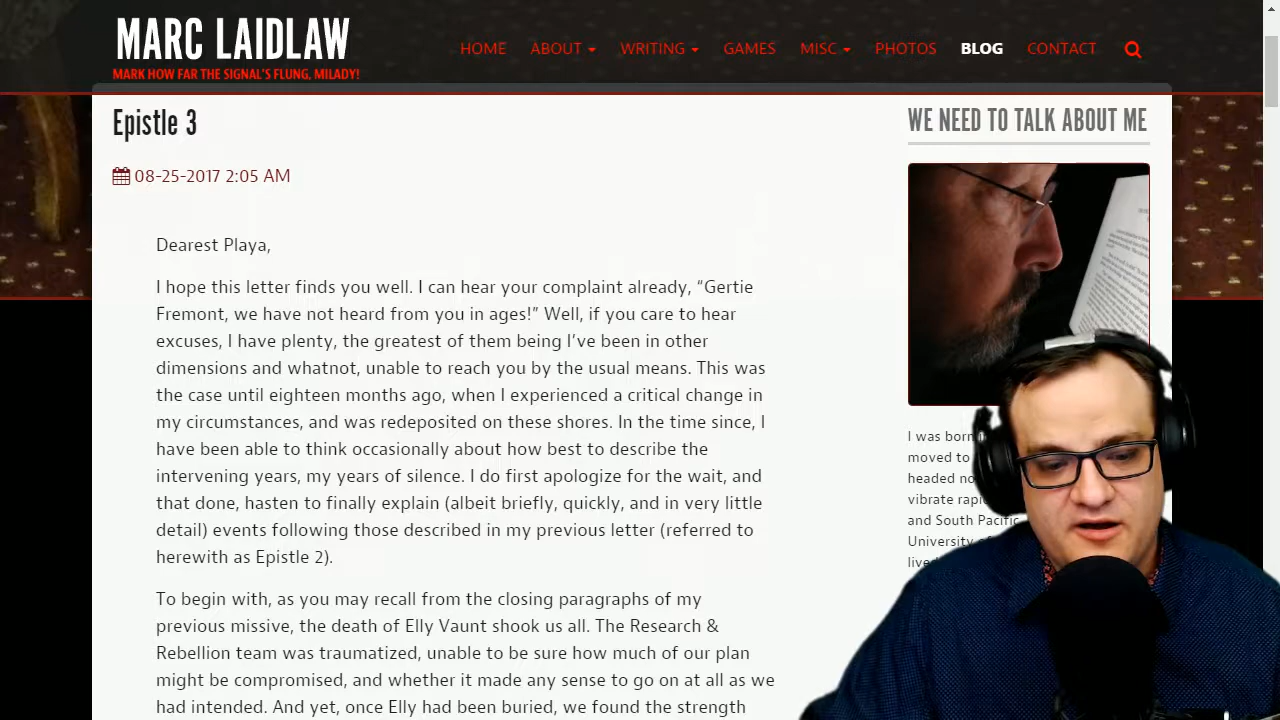 MARC LAIDLAW
MARK HOW FAR THE SIGNAL'S FLUNG, MILADY!
HOME ABOUT WRITING GAMES MISC PHOTOS BLOG CONTACT
Epistle 3
08-25-2017 2:05 AM
Dearest Playa,
I hope this letter finds you well. I can hear your complaint already, “Gertie
Fremont, we have not heard from you in ages!” Well, if you care to hear
excuses, I have plenty, the greatest of them being I’ve been in other
dimensions and whatnot, unable to reach you by the usual means. This was
the case until eighteen months ago, when I experienced a critical change in
my circumstances, and was redeposited on these shores. In the time since, I
have been able to think occasionally about how best to describe the
intervening years, my years of silence. I do first apologize for the wait, and
that done, hasten to finally explain (albeit briefly, quickly, and in very little
detail) events following those described in my previous letter (referred to
herewith as Epistle 2).
To begin with, as you may recall from the closing paragraphs of my
previous missive, the death of Elly Vaunt shook us all. The Research &
Rebellion team was traumatized, unable to be sure how much of our plan
might be compromised, and whether it made any sense to go on at all as we
had intended. And yet, once Elly had been buried, we found the strength
WE NEED TO TALK ABOUT ME
I was born
moved to
headed
vibrate
and South Pacific
University